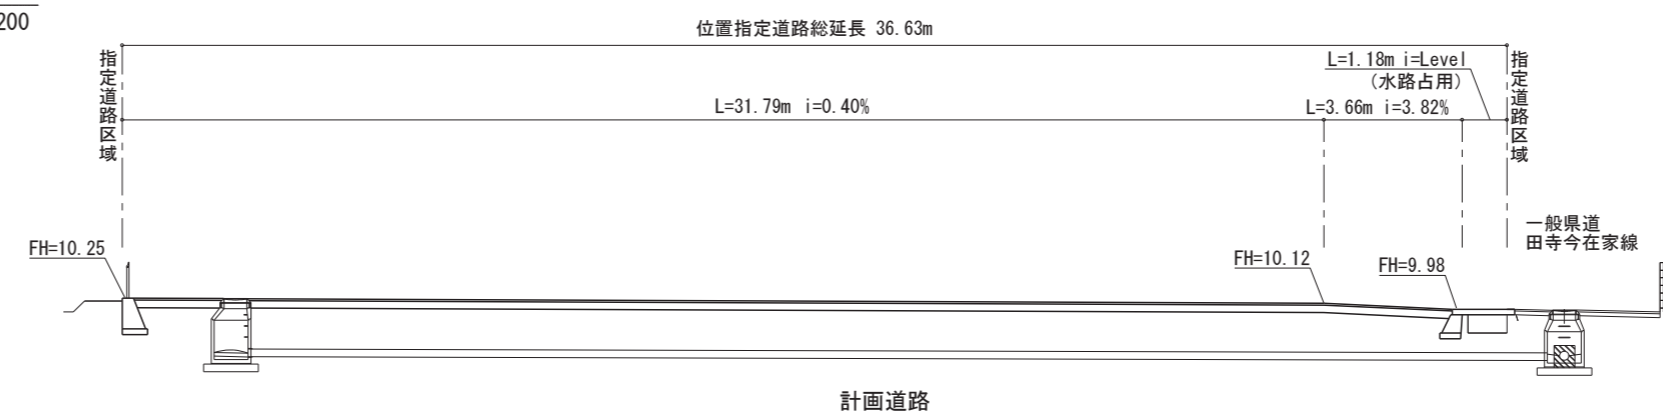 200
位置指定道路総延長 36.63m
指定道路区域
L=1.18m i=Level
(水路占用)
指定道路区域
L=31.79m i=0.40%
L=3.66m i=3.82%
一般県道
田寺今在家線
FH=10.25
FH=10.12
FH=9.98
計画道路